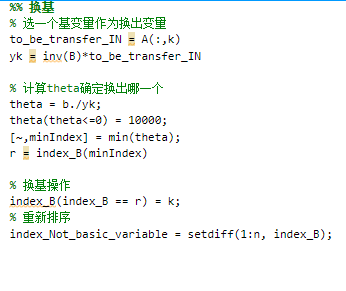 %% 换基
% 选一个基变量作为换出变量
to_be_transfer_IN = A(:,k)
yk = inv(B)*to_be_transfer_IN
% 计算theta确定换出哪一个
theta = b./yk;
theta(theta<=0) = 10000;
[~,minIndex] = min(theta);
r = index_B(minIndex)
% 换基操作
index_B(index_B == r) = k;
% 重新排序
index_Not_basic_variable = setdiff(1:n, index_B);